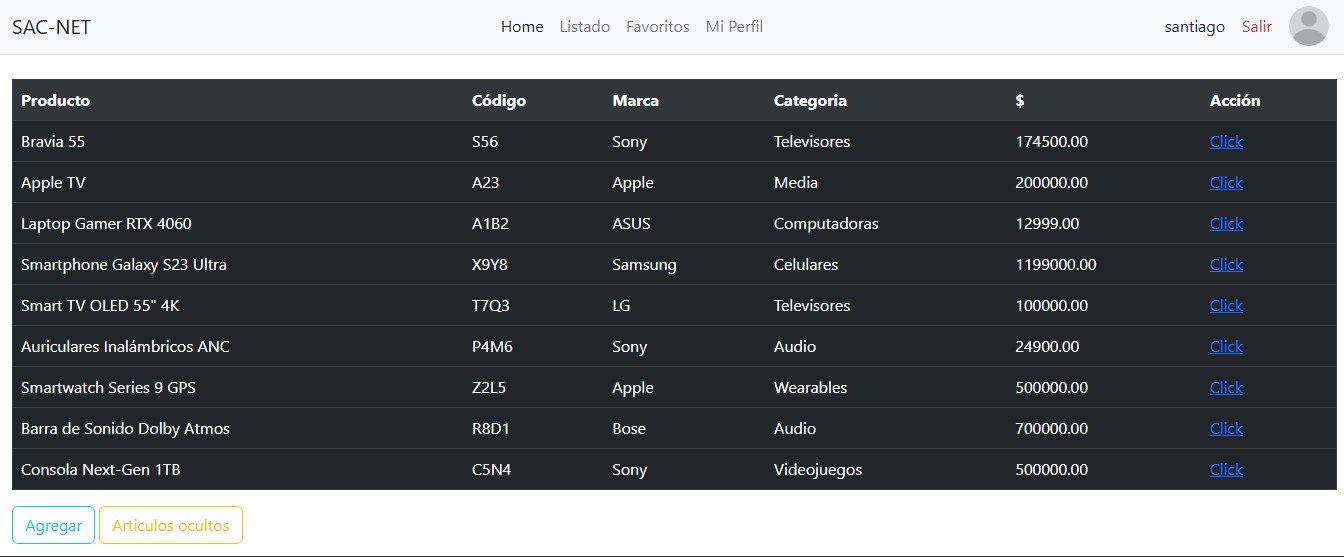 SAC-NET Home Listado Favoritos Mi Perfil santiago Salir
Producto Código Marca Categoria $ Acción
Bravia 55 S56 Sony Televisores 174500.00 Click
Apple TV A23 Apple Media 200000.00 Click
Laptop Gamer RTX 4060 A1B2 ASUS Computadoras 12999.00 Click
Smartphone Galaxy S23 Ultra X9Y8 Samsung Celulares 1199000.00 Click
Smart TV OLED 55" 4K T7Q3 LG Televisores 100000.00 Click
Auriculares Inalámbricos ANC P4M6 Sony Audio 24900.00 Click
Smartwatch Series 9 GPS Z2L5 Apple Wearables 500000.00 Click
Barra de Sonido Dolby Atmos R8D1 Bose Audio 700000.00 Click
Consola Next-Gen 1TB C5N4 Sony Videojuegos 500000.00 Click
Agregar Articulos ocultos